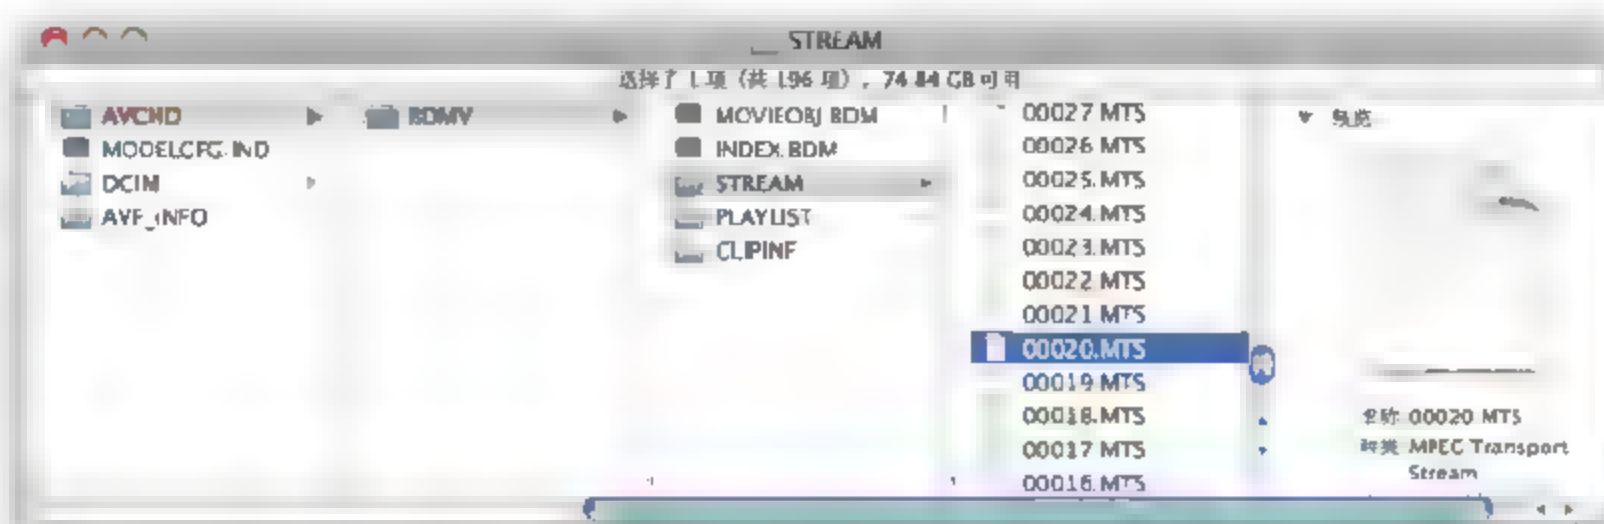 STREAM
选择了 1 项（共 196 项），74.84 GB 可用
AVCHD
MODELCFG.IND
DCIM
AVF_INFO
BDMV
MOVIEOBJ.BDM
INDEX.BDM
STREAM
PLAYLIST
CLIPINF
00027.MTS
00026.MTS
00025.MTS
00024.MTS
00023.MTS
00022.MTS
00021.MTS
00020.MTS
00019.MTS
00018.MTS
00017.MTS
00016.MTS
预览
名称 00020.MTS
种类 MPEG Transport
Stream